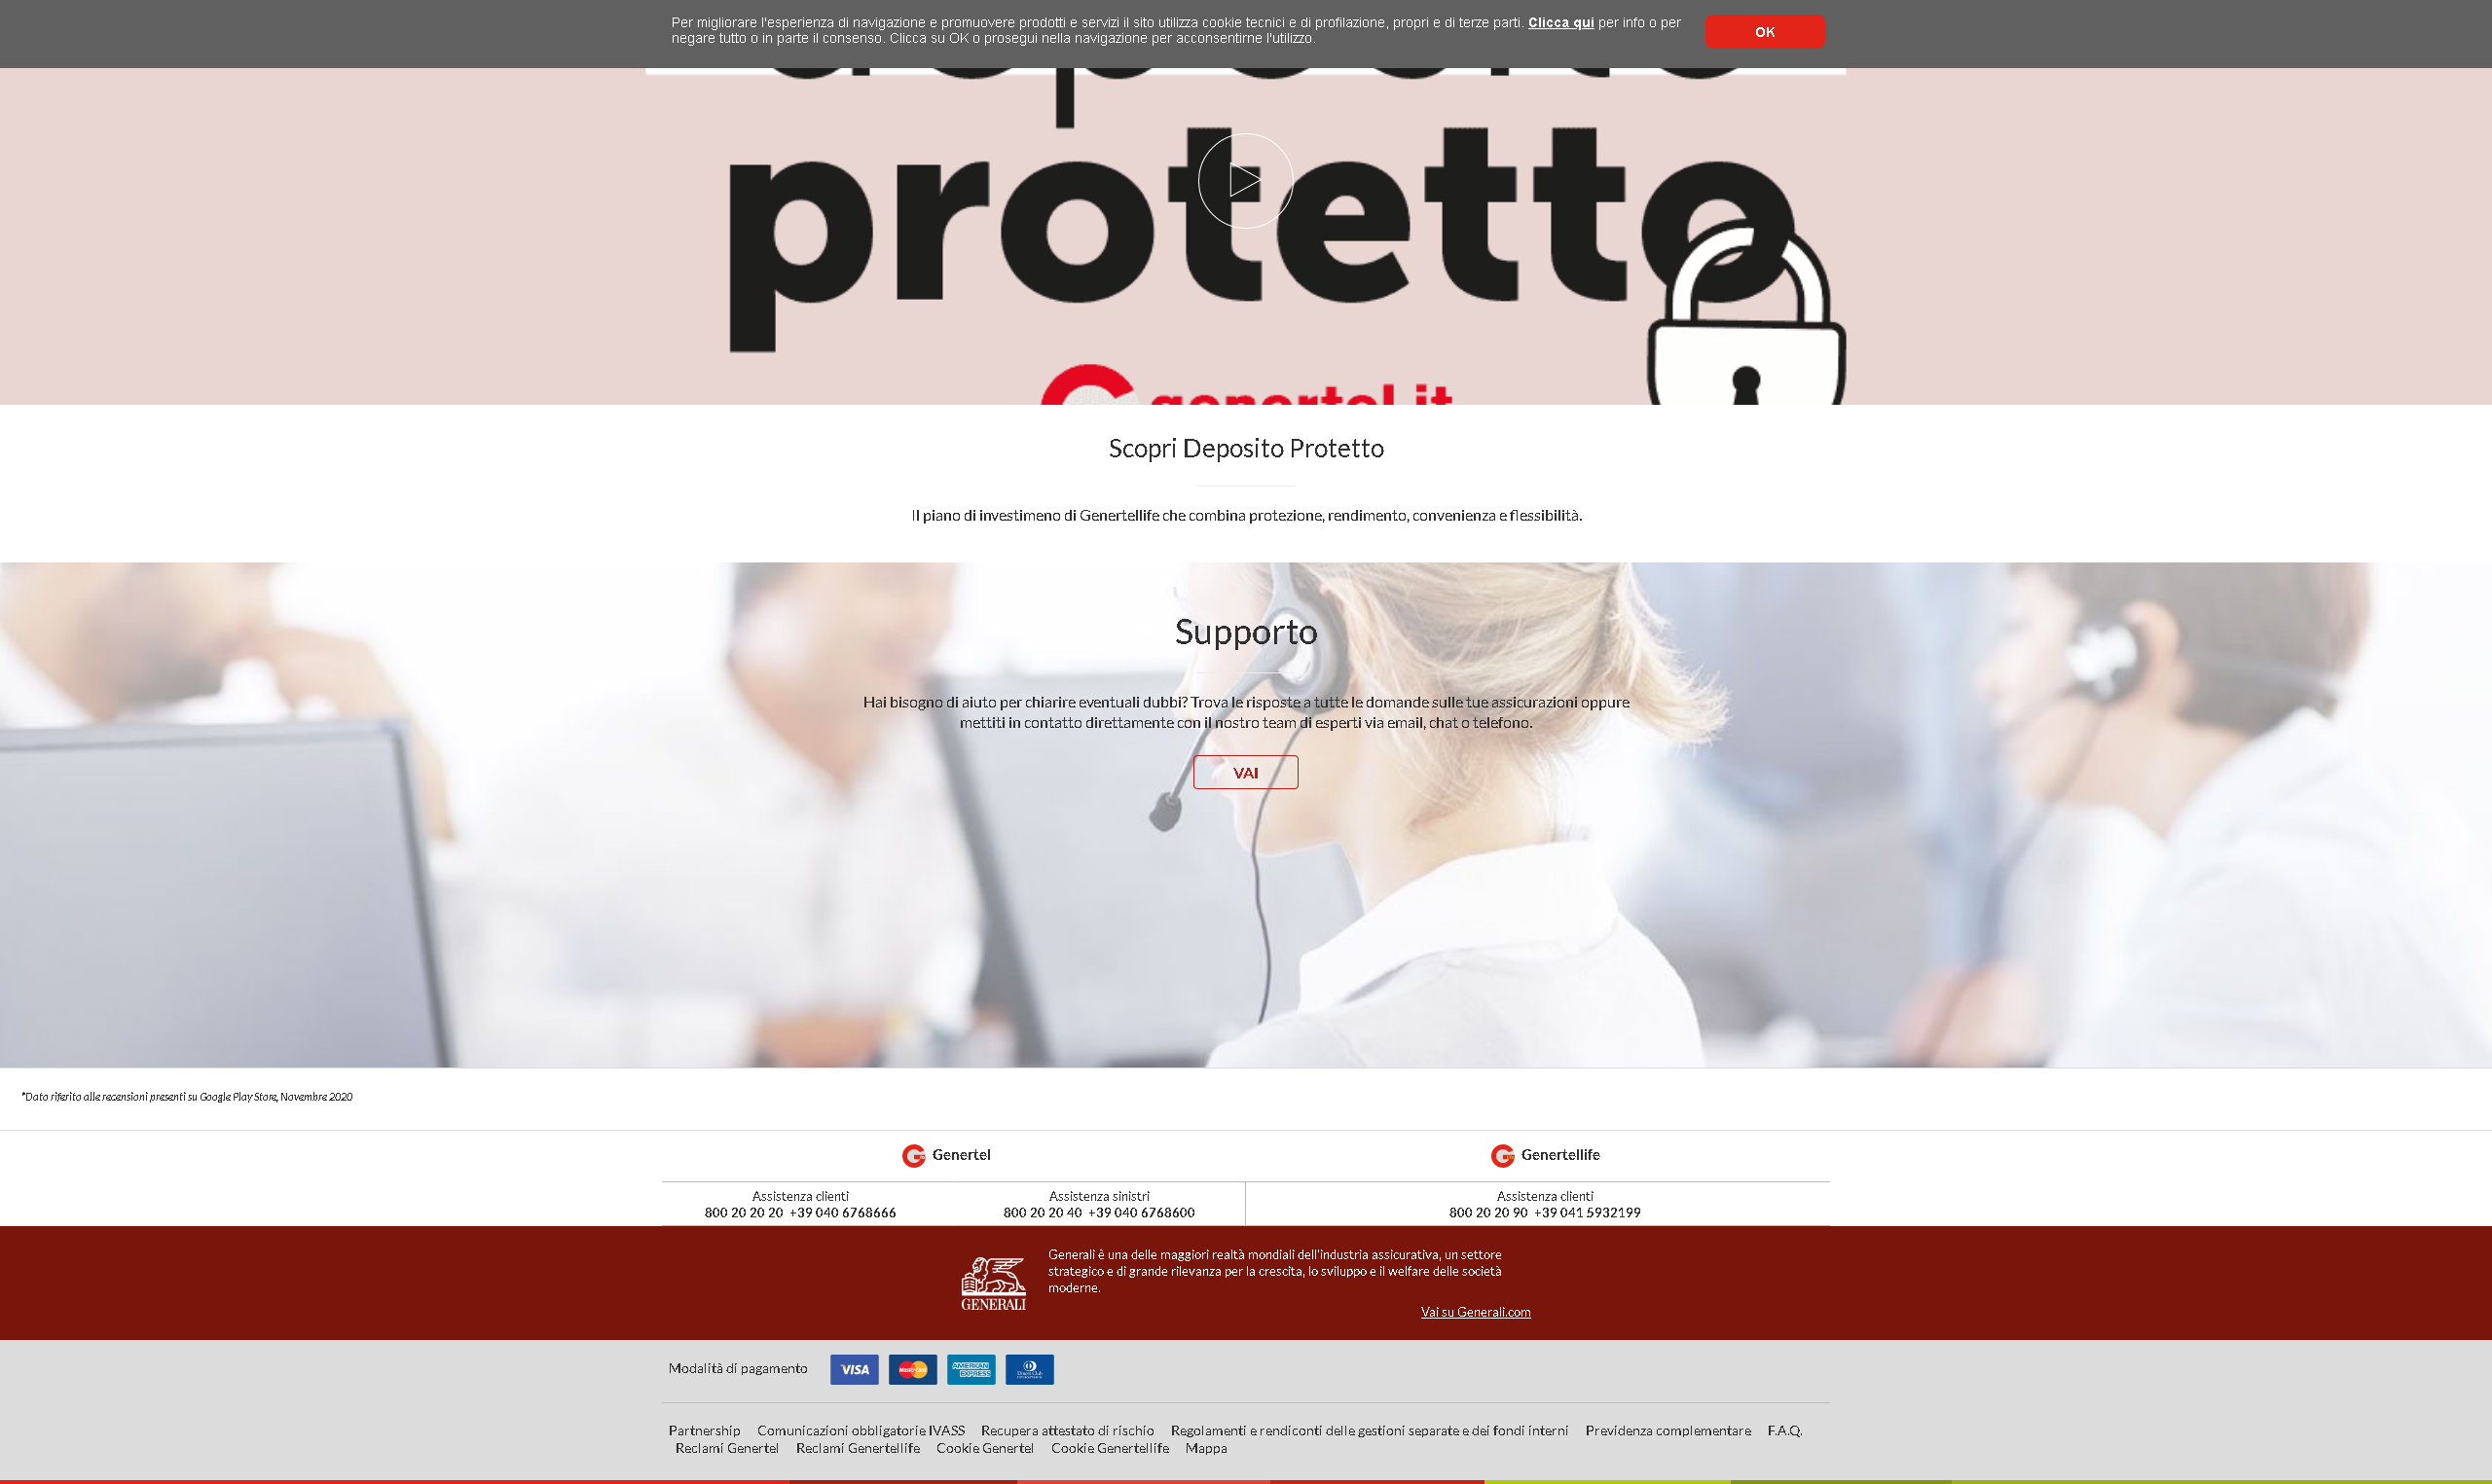 Per migliorare l'esperienza di navigazione e promuovere prodotti e servizi il sito utilizza cookie tecnici e di profilazione, propri e di terze parti. Clicca qui per info o per
negare tutto o in parte il consenso. Clicca su OK o prosegui nella navigazione per acconsentirne l'utilizzo.
OK
protetto
genertel.it
Scopri Deposito Protetto
Il piano di investimeno di Genertellife che combina protezione, rendimento, convenienza e flessibilità.
Supporto
Hai bisogno di aiuto per chiarire eventuali dubbi? Trova le risposte a tutte le domande sulle tue assicurazioni oppure
mettiti in contatto direttamente con il nostro team di esperti via email, chat o telefono.
VAI
*Dato riferito alle recensioni presenti su Google Play Store, Novembre 2020
Genertel
Genertellife
Assistenza clienti
800 20 20 20 +39 040 6768666
Assistenza sinistri
800 20 20 40 +39 040 6768600
Assistenza clienti
800 20 20 90 +39 041 5932199
GENERALI
Generali è una delle maggiori realtà mondiali dell'industria assicurativa, un settore
strategico e di grande rilevanza per la crescita, lo sviluppo e il welfare delle società
moderne.
Vai su Generali.com
Modalità di pagamento VISA MasterCard AMERICAN EXPRESS Diners Club
Partnership Comunicazioni obbligatorie IVASS Recupera attestato di rischio Regolamenti e rendiconti delle gestioni separate e dei fondi interni Previdenza complementare F.A.Q.
Reclami Genertel Reclami Genertellife Cookie Genertel Cookie Genertellife Mappa